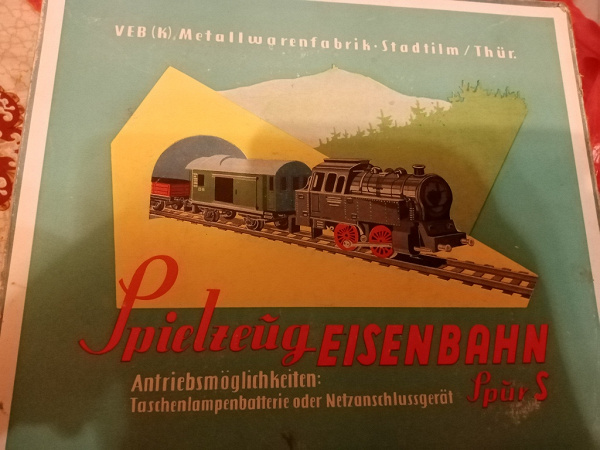 VEB (K). Metallwarenfabrik · Stadtilm / Thür.
Spielzeug EISENBAHN
Spur S
Antriebsmöglichkeiten:
Taschenlampenbatterie oder Netzanschlussgerät